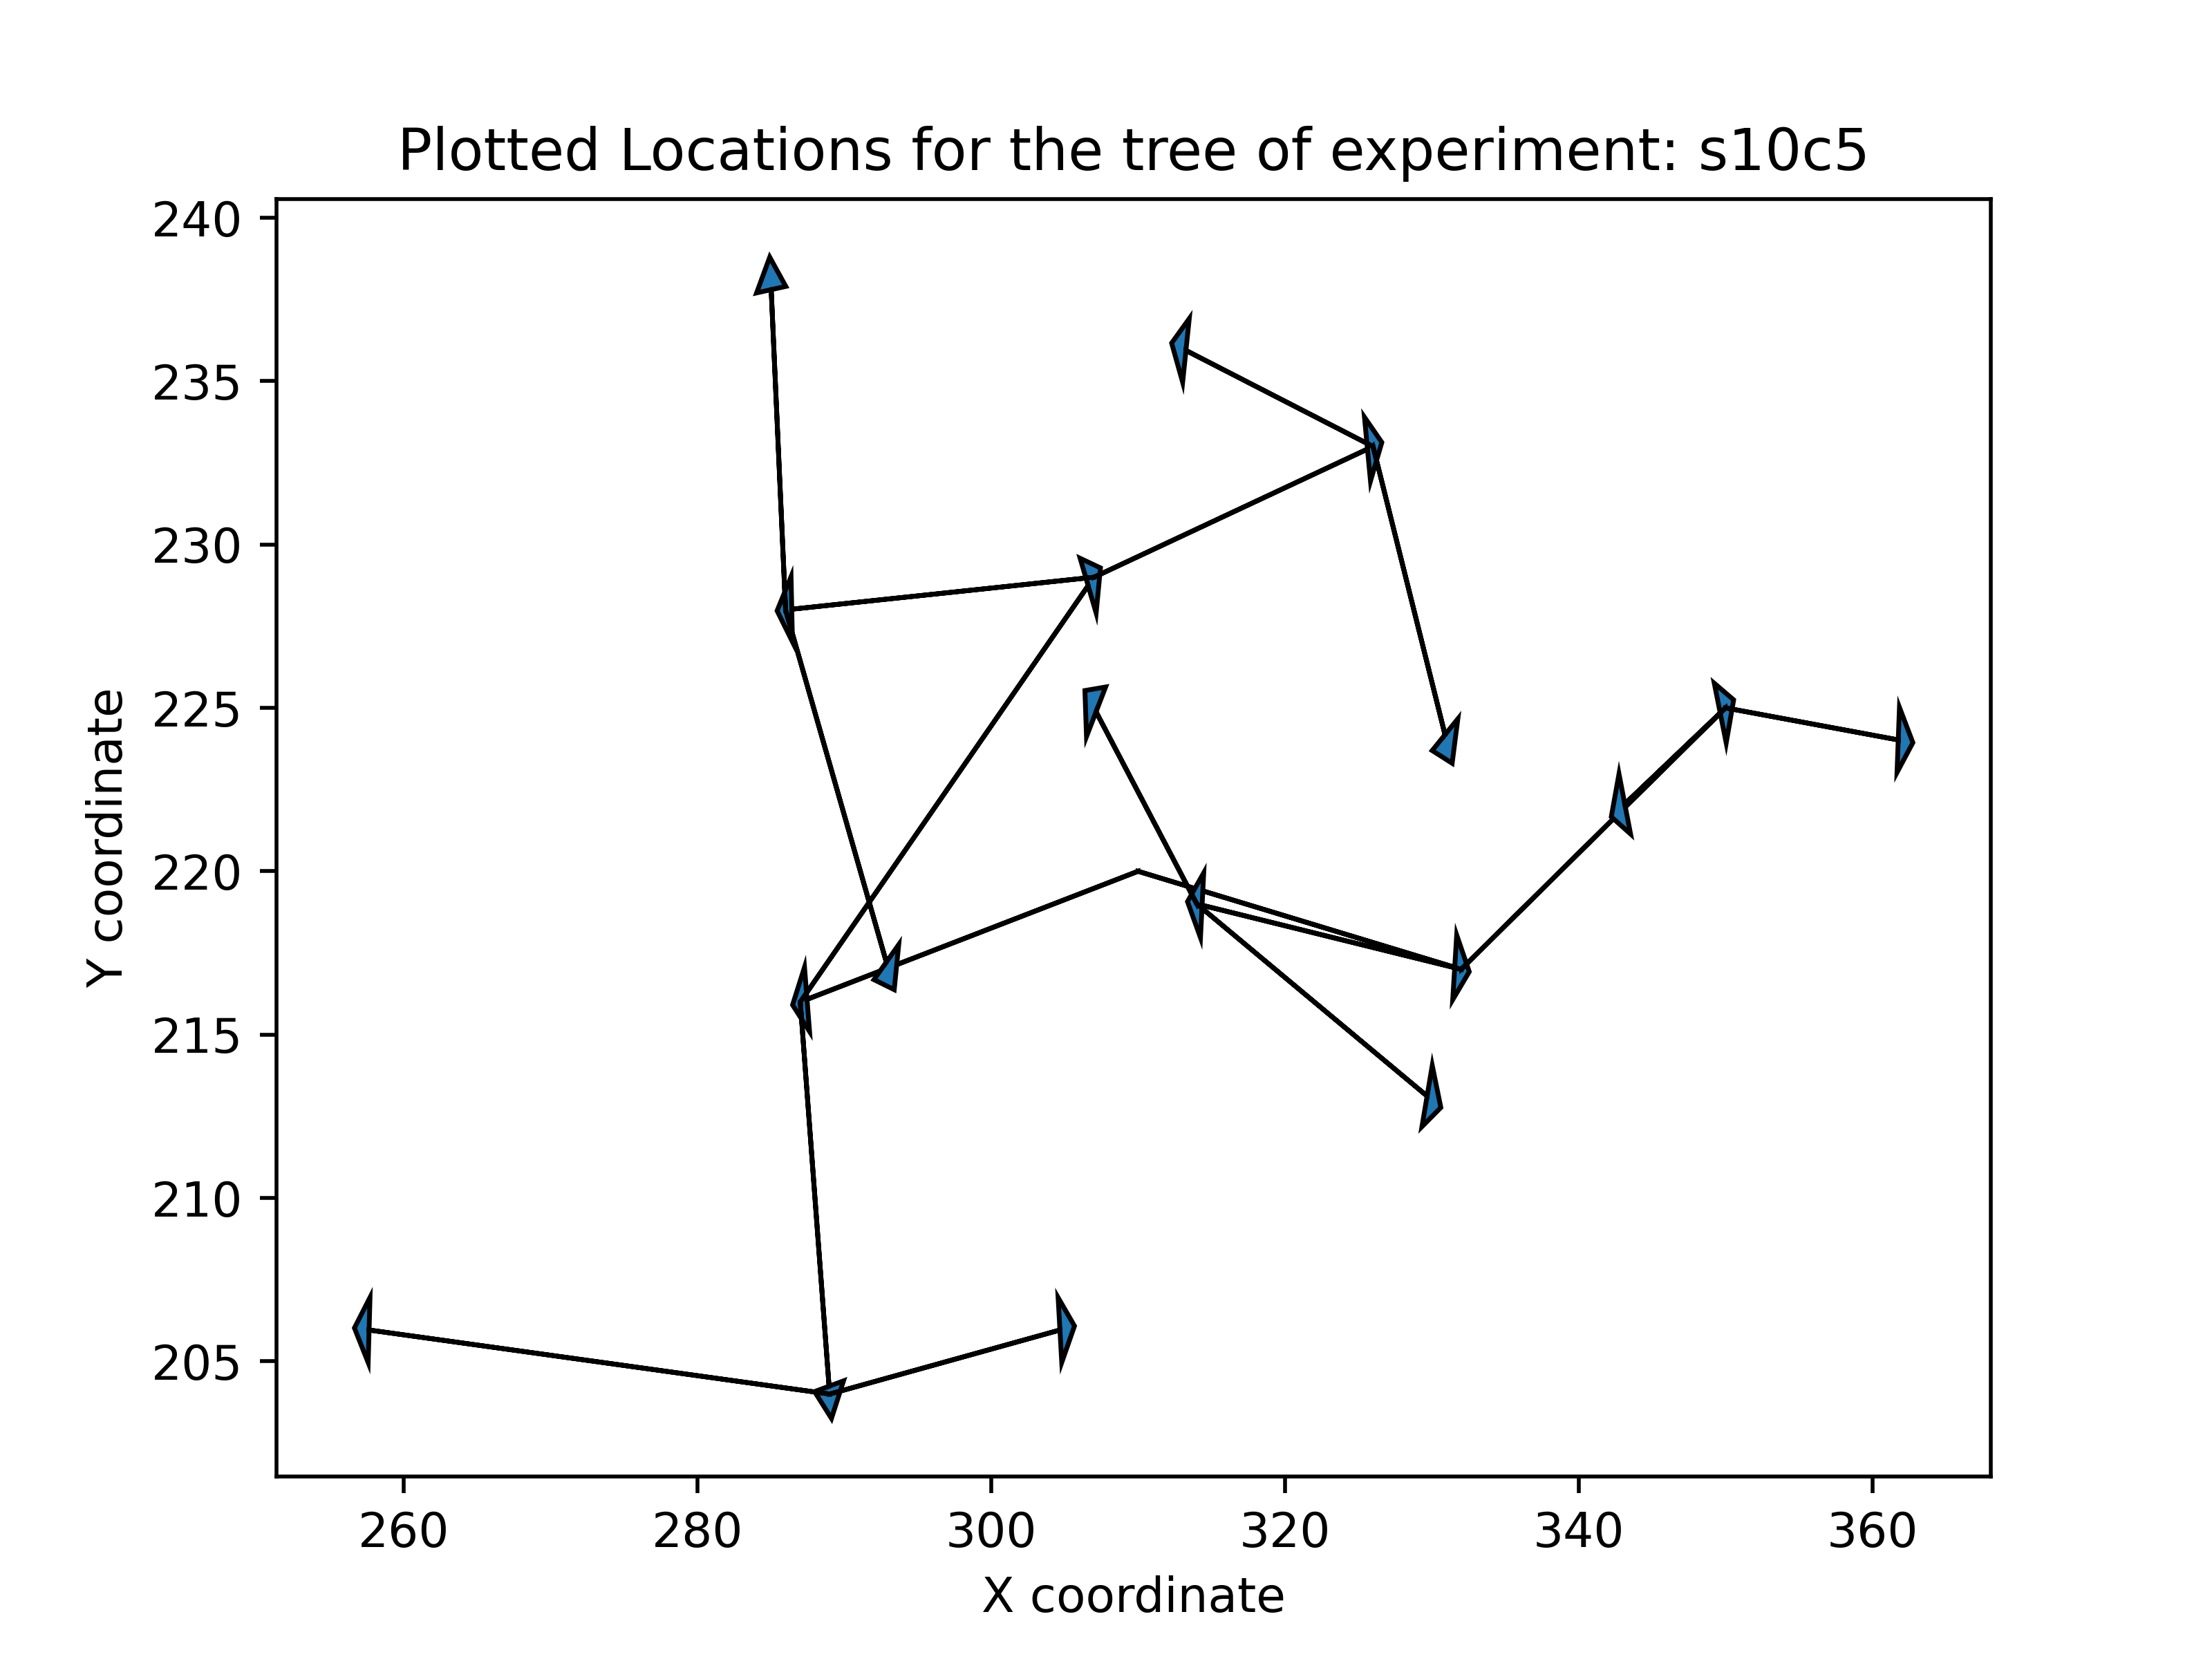 Plotted Locations for the tree of experiment: s10c5
240
235
230
225
220
215
210
205
Y coordinate
260 280 300 320 340 360
X coordinate